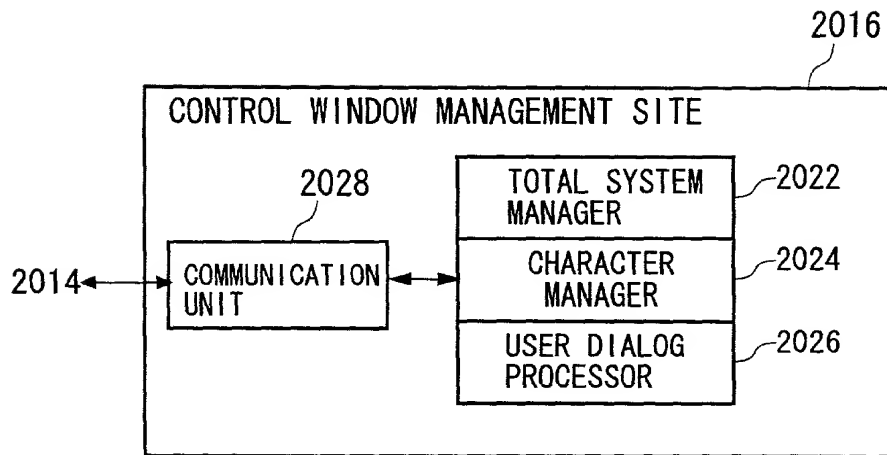 2016
CONTROL WINDOW MANAGEMENT SITE
2028
TOTAL SYSTEM
MANAGER
2022
2014
COMMUNICATION
UNIT
CHARACTER
MANAGER
2024
USER DIALOG
PROCESSOR
2026